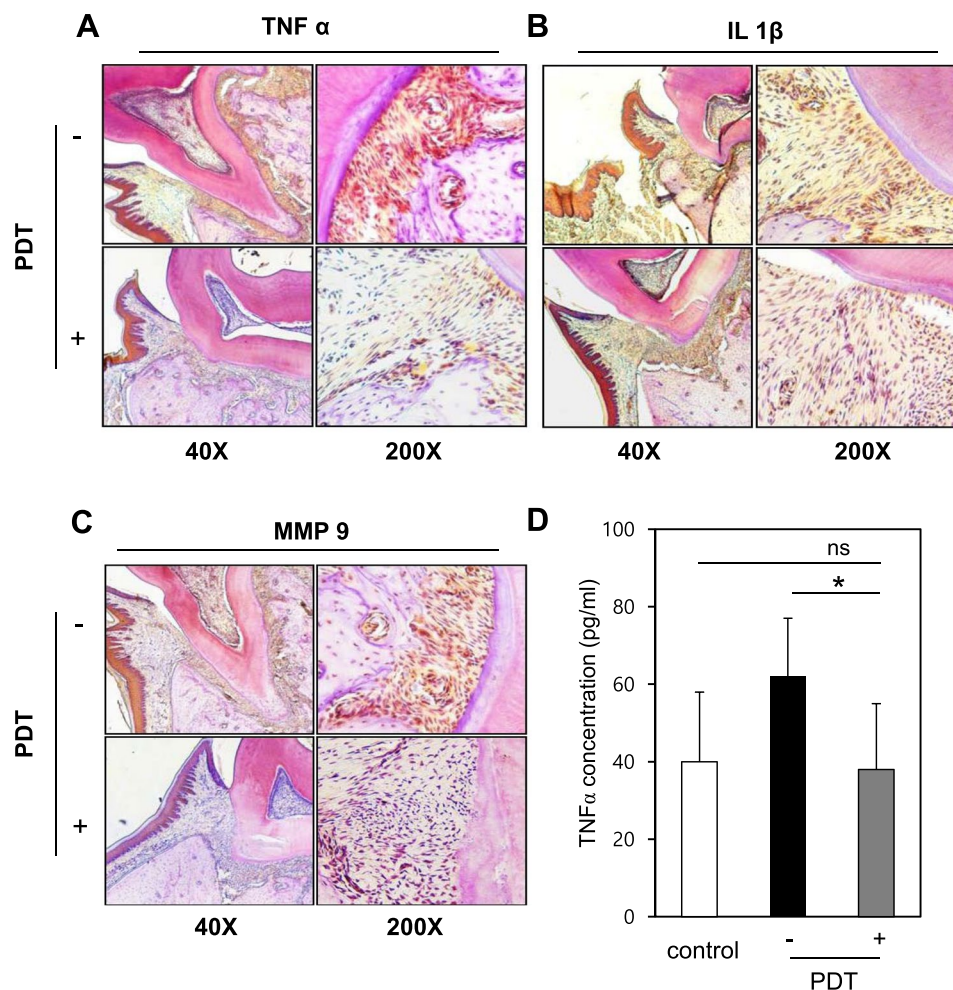 A
TNF α
B
IL 1β
PDT
-
+
40X
200X
40X
200X
C
MMP 9
D
PDT
-
+
40X
200X
TNFα concentration (pg/ml)
100
80
60
40
20
0
ns
*
control
-
+
PDT